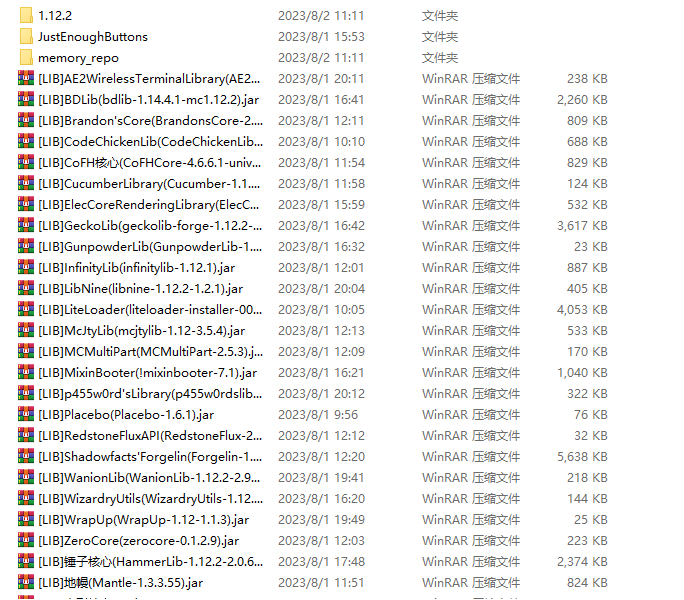 1.12.2 2023/8/2 11:11 文件夹
JustEnoughButtons 2023/8/1 15:53 文件夹
memory_repo 2023/8/2 11:11 文件夹
[LIB]AE2WirelessTerminalLibrary(AE2... 2023/8/1 20:11 WinRAR 压缩文件 238 KB
[LIB]BDLib(bdlib-1.14.4.1-mc1.12.2).jar 2023/8/1 16:41 WinRAR 压缩文件 2,260 KB
[LIB]Brandon'sCore(BrandonsCore-2.... 2023/8/1 12:11 WinRAR 压缩文件 809 KB
[LIB]CodeChickenLib(CodeChickenLib... 2023/8/1 10:10 WinRAR 压缩文件 688 KB
[LIB]CoFH核心(CoFHCore-4.6.6.1-univ... 2023/8/1 11:54 WinRAR 压缩文件 829 KB
[LIB]CucumberLibrary(Cucumber-1.1.... 2023/8/1 11:58 WinRAR 压缩文件 124 KB
[LIB]ElecCoreRenderingLibrary(ElecC... 2023/8/1 15:59 WinRAR 压缩文件 532 KB
[LIB]GeckoLib(geckolib-forge-1.12.2-... 2023/8/1 16:42 WinRAR 压缩文件 3,617 KB
[LIB]GunpowderLib(GunpowderLib-1.... 2023/8/1 16:32 WinRAR 压缩文件 23 KB
[LIB]InfinityLib(infinitylib-1.12.1).jar 2023/8/1 12:01 WinRAR 压缩文件 887 KB
[LIB]LibNine(libnine-1.12.2-1.2.1).jar 2023/8/1 20:04 WinRAR 压缩文件 405 KB
[LIB]LiteLoader(liteloader-installer-00... 2023/8/1 10:05 WinRAR 压缩文件 4,053 KB
[LIB]McJtyLib(mcjtylib-1.12-3.5.4).jar 2023/8/1 12:13 WinRAR 压缩文件 533 KB
[LIB]MCMultiPart(MCMultiPart-2.5.3).j... 2023/8/1 12:09 WinRAR 压缩文件 170 KB
[LIB]MixinBooter(!mixinbooter-7.1).jar 2023/8/1 16:21 WinRAR 压缩文件 1,040 KB
[LIB]p455w0rd'sLibrary(p455w0rdslib... 2023/8/1 20:12 WinRAR 压缩文件 322 KB
[LIB]Placebo(Placebo-1.6.1).jar 2023/8/1 9:56 WinRAR 压缩文件 76 KB
[LIB]RedstoneFluxAPI(RedstoneFlux-2... 2023/8/1 12:12 WinRAR 压缩文件 32 KB
[LIB]Shadowfacts'Forgelin(Forgelin-1.... 2023/8/1 12:20 WinRAR 压缩文件 5,638 KB
[LIB]WanionLib(WanionLib-1.12.2-2.9... 2023/8/1 19:41 WinRAR 压缩文件 218 KB
[LIB]WizardryUtils(WizardryUtils-1.12.... 2023/8/1 16:20 WinRAR 压缩文件 144 KB
[LIB]WrapUp(WrapUp-1.12-1.1.3).jar 2023/8/1 19:49 WinRAR 压缩文件 25 KB
[LIB]ZeroCore(zerocore-0.1.2.9).jar 2023/8/1 12:03 WinRAR 压缩文件 223 KB
[LIB]锤子核心(HammerLib-1.12.2-2.0.6... 2023/8/1 17:48 WinRAR 压缩文件 2,374 KB
[LIB]地幔(Mantle-1.3.3.55).jar 2023/8/1 11:51 WinRAR 压缩文件 824 KB